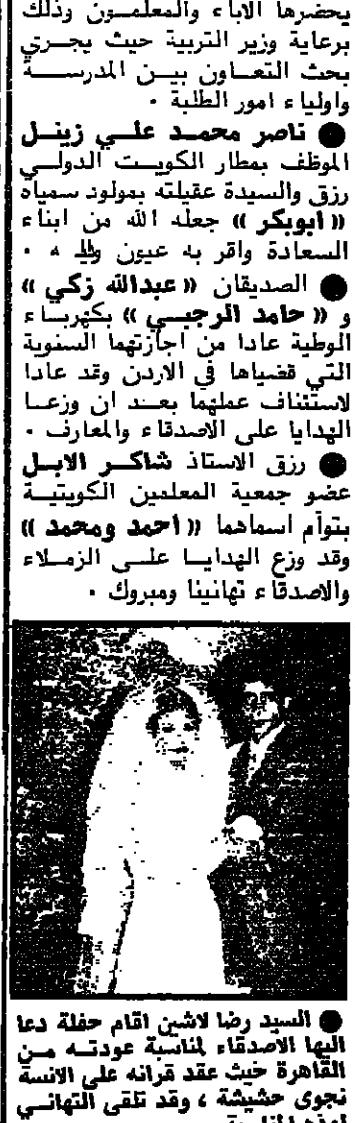 يحضرها الاباء والمعلمون وذلك
برعاية وزير التربية حيث يجري
بحث التعاون بين المدرسة
واولياء امور الطلبة .
● ناصر محمد علي زينل
الموظف بمطار الكويت الدولي
رزق والسيدة عقيلته بمولود سمياه
« ابوبكر » جعله الله من ابناء
السعادة واقر به عيون والديه .
● الصديقان « عبدالله زكي »
و « حامد الرجبي » بكهرباء
الوطية عادا من اجازتهما السنوية
التي قضياها في الاردن وقد عادا
لاستئناف عملهما بعد ان وزعا
الهدايا على الاصدقاء والمعارف .
● رزق الاستاذ شاكر الابل
عضو جمعية المعلمين الكويتية
بتوأم اسماهما « احمد ومحمد »
وقد وزع الهدايا على الزملاء
والاصدقاء تهانينا ومبروك .
● السيد رضا لاشين اقام حفلة دعا
اليها الاصدقاء لمناسبة عودته من
القاهرة حيث عقد قرانه على الانسة
نجوى حشيشة ، وقد تلقى التهاني